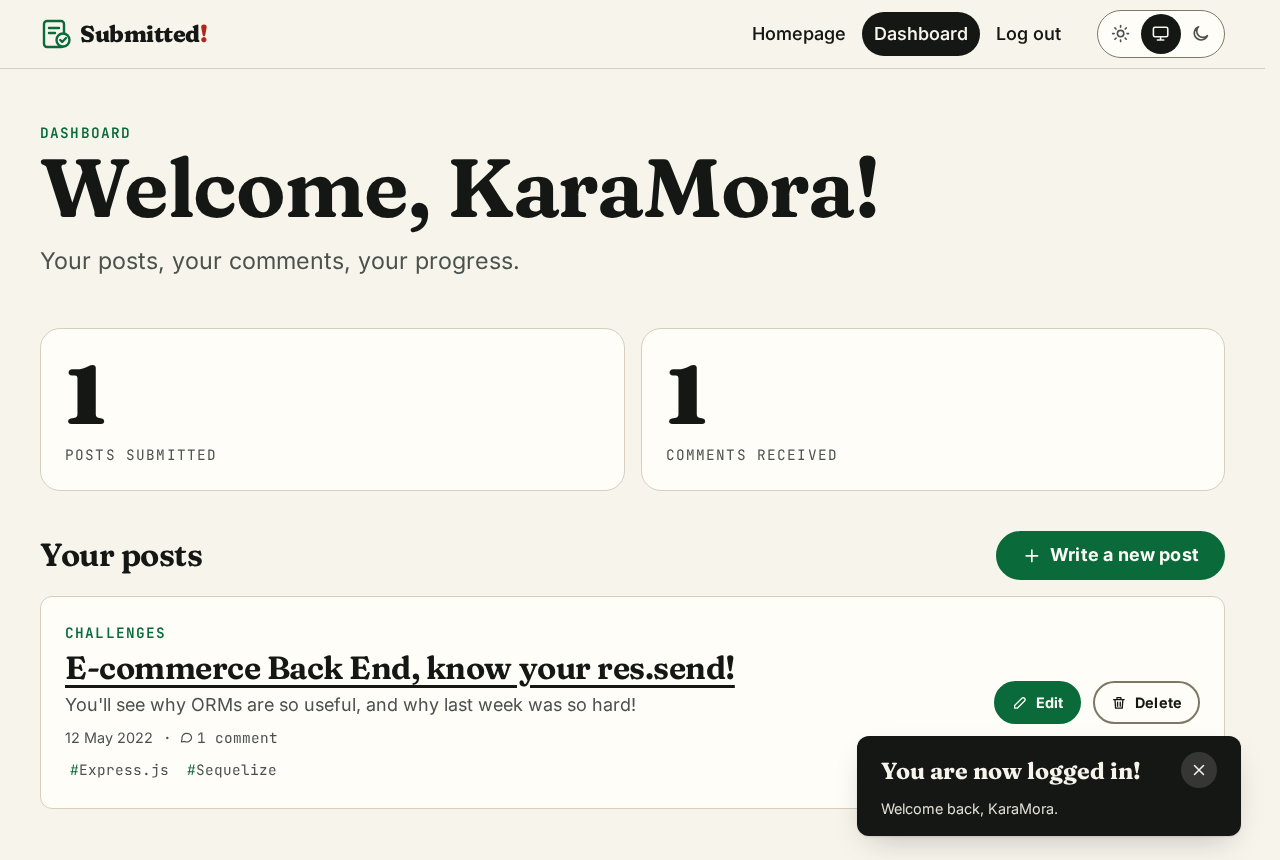 Submitted!
Homepage Dashboard Log out
DASHBOARD
Welcome, KaraMora!
Your posts, your comments, your progress.
1
POSTS SUBMITTED
1
COMMENTS RECEIVED
Your posts
Write a new post
CHALLENGES
E-commerce Back End, know your res.send!
You'll see why ORMs are so useful, and why last week was so hard!
12 May 2022 · 1 comment
#Express.js #Sequelize
Edit
Delete
You are now logged in!
Welcome back, KaraMora.